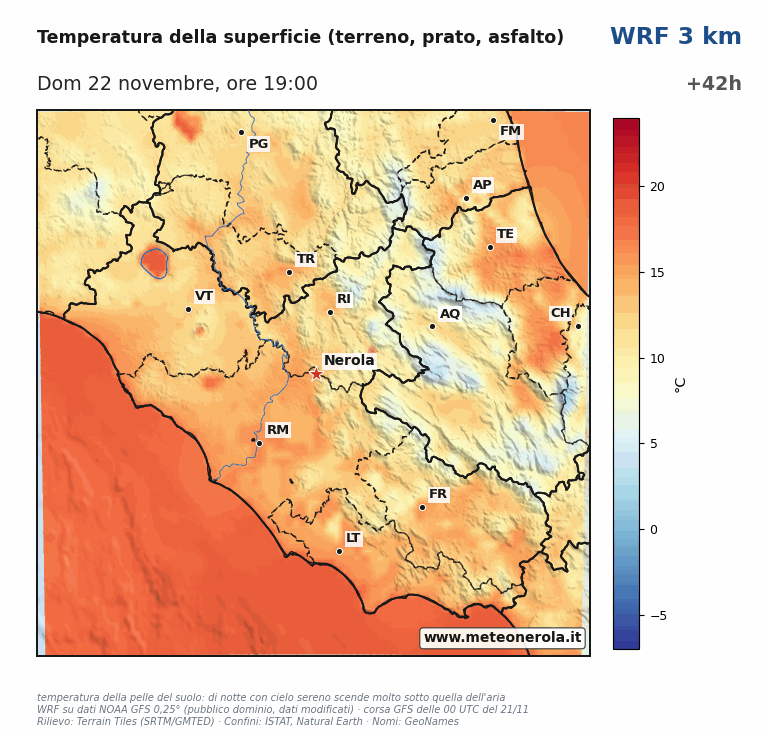 Temperatura della superficie (terreno, prato, asfalto)
WRF 3 km
Dom 22 novembre, ore 19:00
+42h
FM
PG
AP
TE
TR
VT
RI
AQ
CH
Nerola
RM
FR
LT
20
15
10
5
0
−5
°C
www.meteonerola.it
temperatura della pelle del suolo: di notte con cielo sereno scende molto sotto quella dell'aria
WRF su dati NOAA GFS 0,25° (pubblico dominio, dati modificati) · corsa GFS delle 00 UTC del 21/11
Rilievo: Terrain Tiles (SRTM/GMTED) · Confini: ISTAT, Natural Earth · Nomi: GeoNames